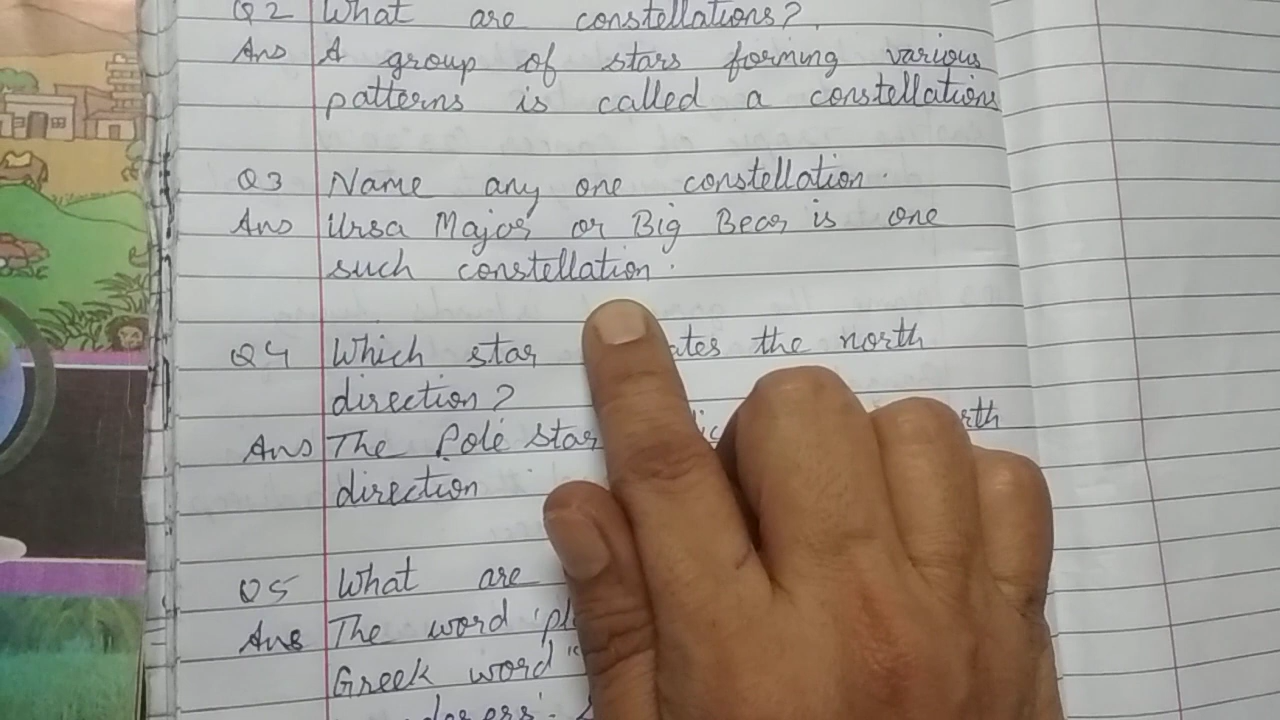 Q2 What are constellations?
Ans A group of stars forming various
patterns is called a constellations
Q3 Name any one constellation.
Ans Ursa Major or Big Bear is one
such constellation.
Q4 Which star the north
direction?
Ans The Pole star
direction
Q5 What are
Ans The word
Greek word